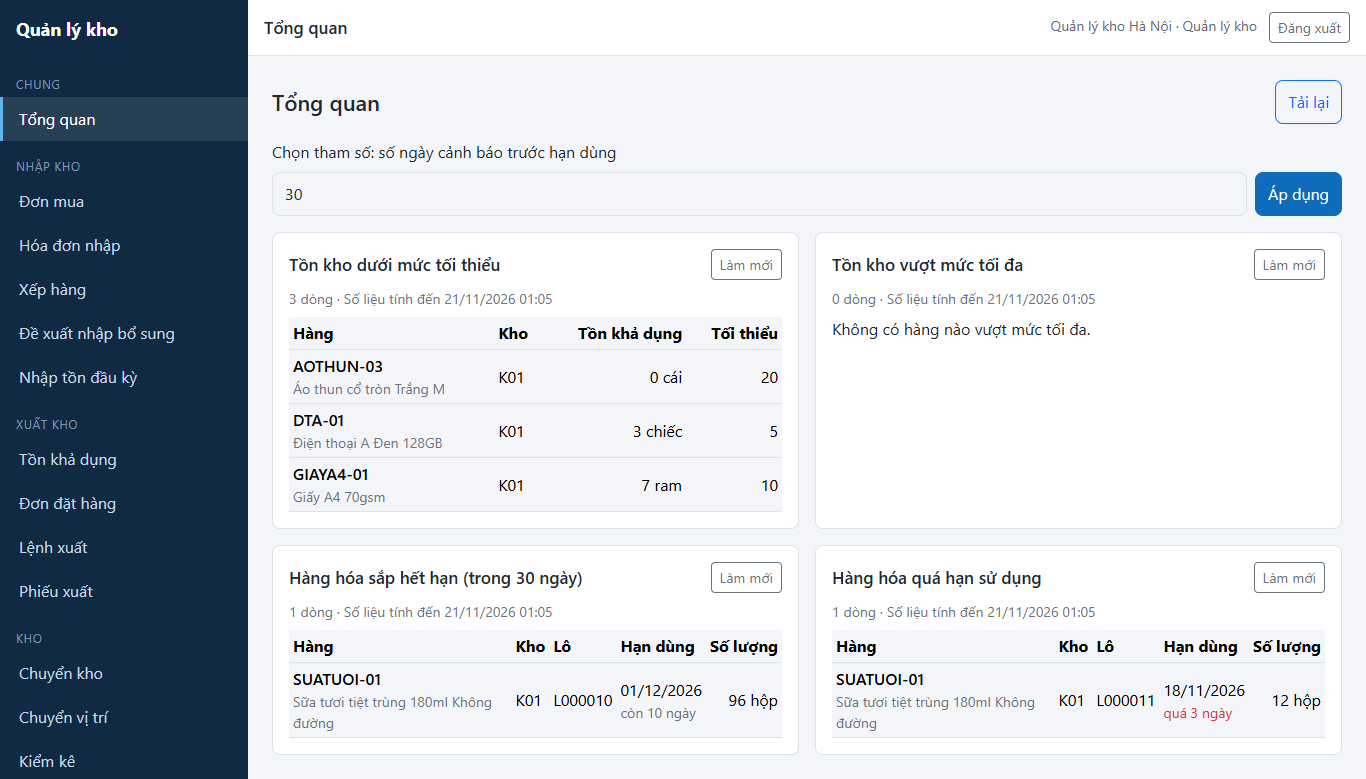 Quản lý kho
CHUNG
Tổng quan
NHẬP KHO
Đơn mua
Hóa đơn nhập
Xếp hàng
Đề xuất nhập bổ sung
Nhập tồn đầu kỳ
XUẤT KHO
Tồn khả dụng
Đơn đặt hàng
Lệnh xuất
Phiếu xuất
KHO
Chuyển kho
Chuyển vị trí
Kiểm kê
Tổng quan
Quản lý kho Hà Nội · Quản lý kho
Đăng xuất
Tổng quan
Tải lại
Chọn tham số: số ngày cảnh báo trước hạn dùng
30
Áp dụng
Tồn kho dưới mức tối thiểu
Làm mới
3 dòng · Số liệu tính đến 21/11/2026 01:05
Hàng Kho Tồn khả dụng Tối thiểu
AOTHUN-03
Áo thun cổ tròn Trắng M
K01 0 cái 20
DTA-01
Điện thoại A Đen 128GB
K01 3 chiếc 5
GIAYA4-01
Giấy A4 70gsm
K01 7 ram 10
Tồn kho vượt mức tối đa
Làm mới
0 dòng · Số liệu tính đến 21/11/2026 01:05
Không có hàng nào vượt mức tối đa.
Hàng hóa sắp hết hạn (trong 30 ngày)
Làm mới
1 dòng · Số liệu tính đến 21/11/2026 01:05
Hàng Kho Lô Hạn dùng Số lượng
SUATUOI-01
Sữa tươi tiệt trùng 180ml Không
đường
K01 L000010 01/12/2026 96 hộp
còn 10 ngày
Hàng hóa quá hạn sử dụng
Làm mới
1 dòng · Số liệu tính đến 21/11/2026 01:05
Hàng Kho Lô Hạn dùng Số lượng
SUATUOI-01
Sữa tươi tiệt trùng 180ml Không
đường
K01 L000011 18/11/2026 12 hộp
quá 3 ngày